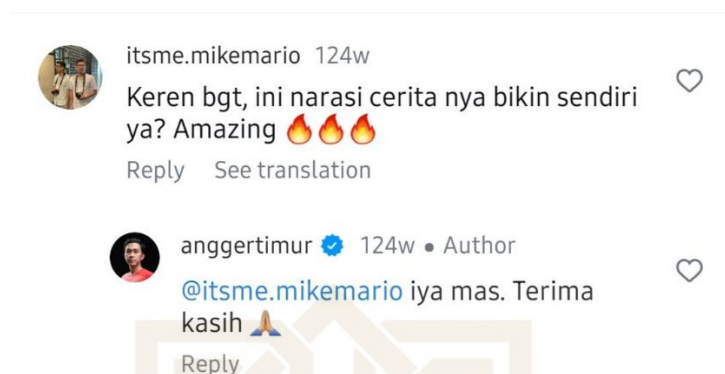 itsme.mikemario 124w
Keren bgt, ini narasi cerita nya bikin sendiri
ya? Amazing 🔥🔥🔥
Reply See translation
anggertimur 124w • Author
@itsme.mikemario iya mas. Terima
kasih 🙏🏼
Reply